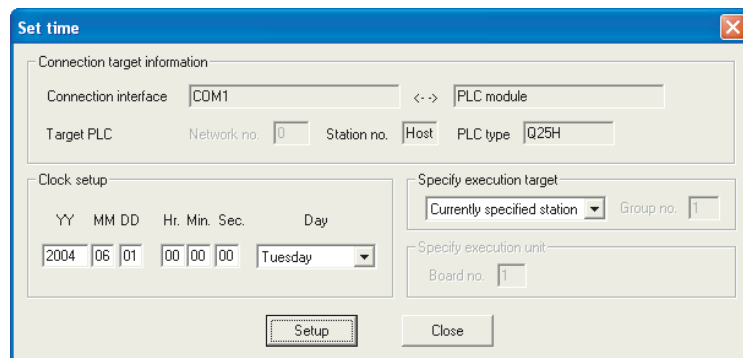 Set time
Connection target information
Connection interface COM1 <--> PLC module
Target PLC Network no. 0 Station no. Host PLC type Q25H
Clock setup
YY MM DD Hr. Min. Sec. Day
2004 06 01 00 00 00 Tuesday
Specify execution target
Currently specified station Group no. 1
Specify execution unit
Board no. 1
Setup Close